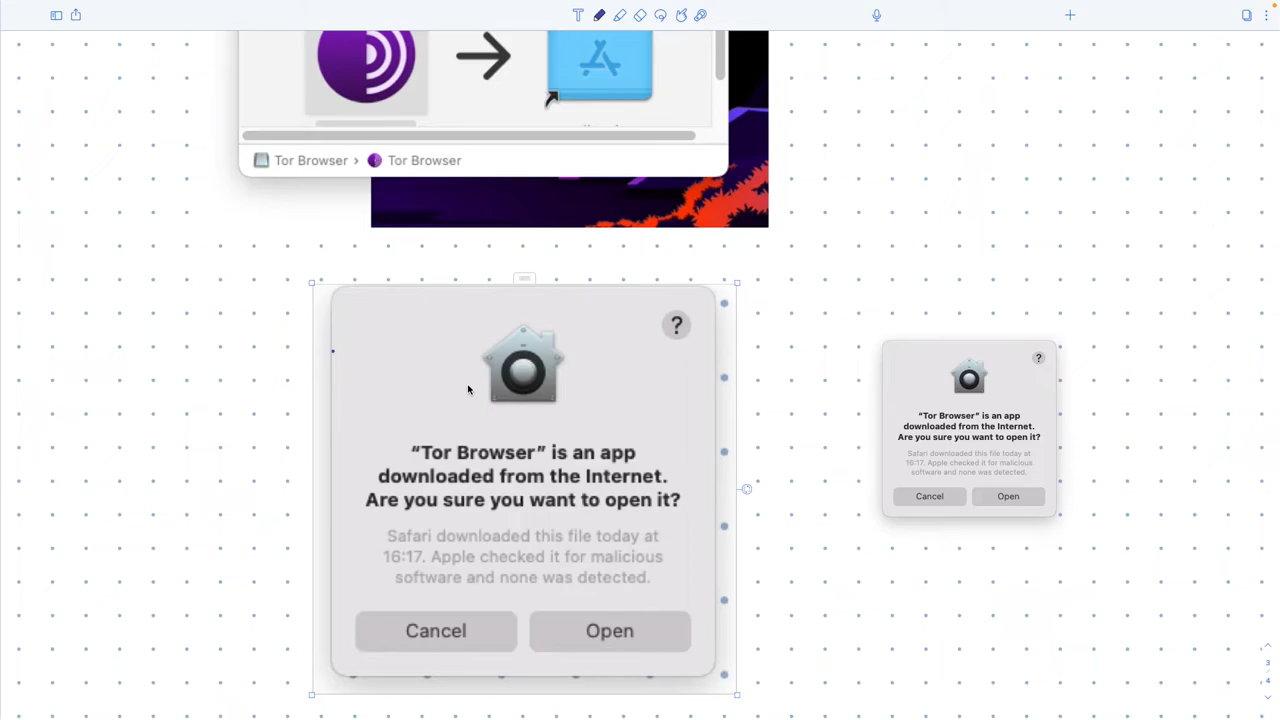 Tor Browser › Tor Browser
?
“Tor Browser” is an app
downloaded from the Internet.
Are you sure you want to open it?
Safari downloaded this file today at
16:17. Apple checked it for malicious
software and none was detected.
Cancel Open
?
“Tor Browser” is an app
downloaded from the Internet.
Are you sure you want to open it?
Safari downloaded this file today at
16:17. Apple checked it for malicious
software and none was detected.
Cancel Open
3
4